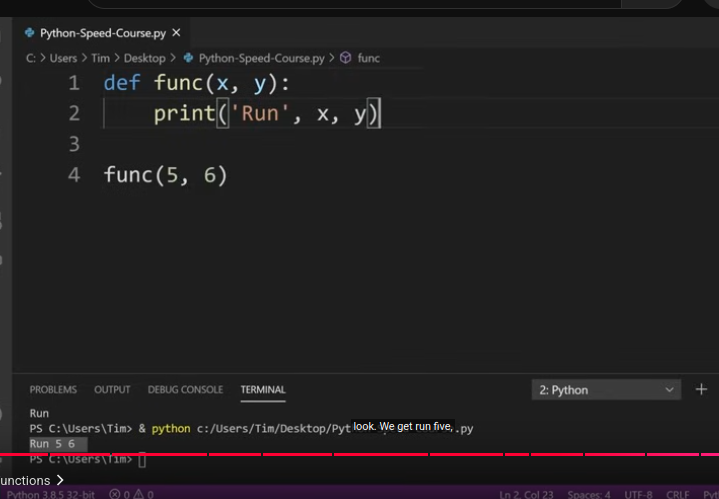 Python-Speed-Course.py ×
C: > Users > Tim > Desktop > Python-Speed-Course.py > func
1 def func(x, y):
2 print('Run', x, y)
3
4 func(5, 6)
PROBLEMS OUTPUT DEBUG CONSOLE TERMINAL 2: Python
Run
PS C:\Users\Tim> & python c:/Users/Tim/Desktop/Pyt .py
look. We get run five,
Run 5 6
PS C:\Users\Tim>
unctions >
Python 3.8.5 32-bit 0 0 Ln 2, Col 23 Spaces: 4 UTF-8 CRLF Pyt